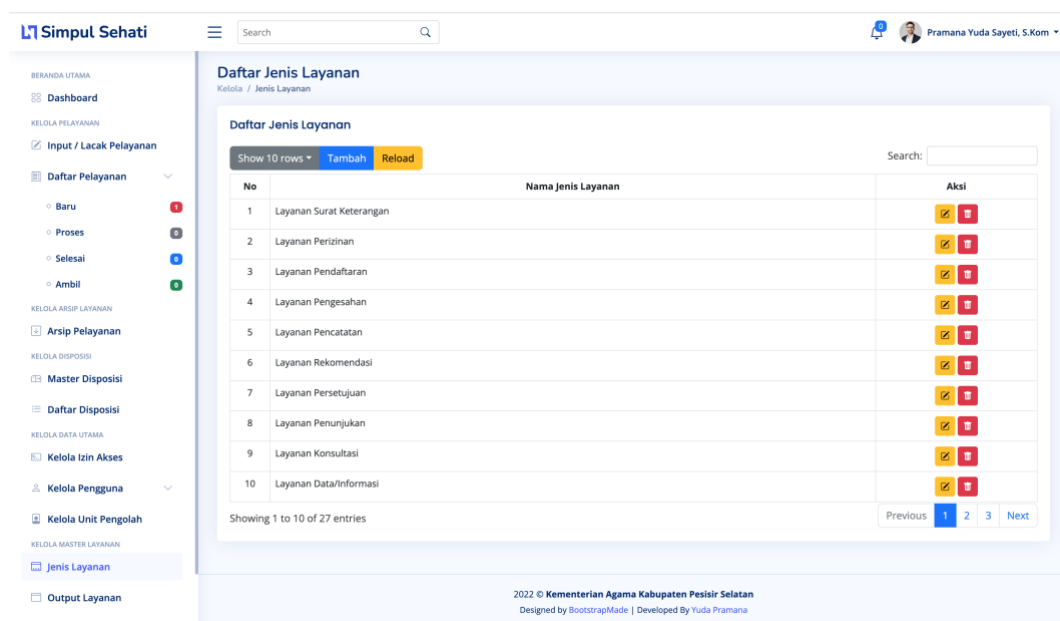 Simpul Sehati
Search
0
Pramana Yuda Sayeti, S.Kom
BERANDA UTAMA
Dashboard
KELOLA PELAYANAN
Input / Lacak Pelayanan
Daftar Pelayanan
Baru 1
Proses 0
Selesai 0
Ambil 0
KELOLA ARSIP LAYANAN
Arsip Pelayanan
KELOLA DISPOSISI
Master Disposisi
Daftar Disposisi
KELOLA DATA UTAMA
Kelola Izin Akses
Kelola Pengguna
Kelola Unit Pengolah
KELOLA MASTER LAYANAN
Jenis Layanan
Output Layanan
Daftar Jenis Layanan
Kelola / Jenis Layanan
Daftar Jenis Layanan
Show 10 rows Tambah Reload
Search:
No Nama Jenis Layanan Aksi
1 Layanan Surat Keterangan
2 Layanan Perizinan
3 Layanan Pendaftaran
4 Layanan Pengesahan
5 Layanan Pencatatan
6 Layanan Rekomendasi
7 Layanan Persetujuan
8 Layanan Penunjukan
9 Layanan Konsultasi
10 Layanan Data/Informasi
Showing 1 to 10 of 27 entries
Previous 1 2 3 Next
2022 © Kementerian Agama Kabupaten Pesisir Selatan
Designed by BootstrapMade | Developed By Yuda Pramana